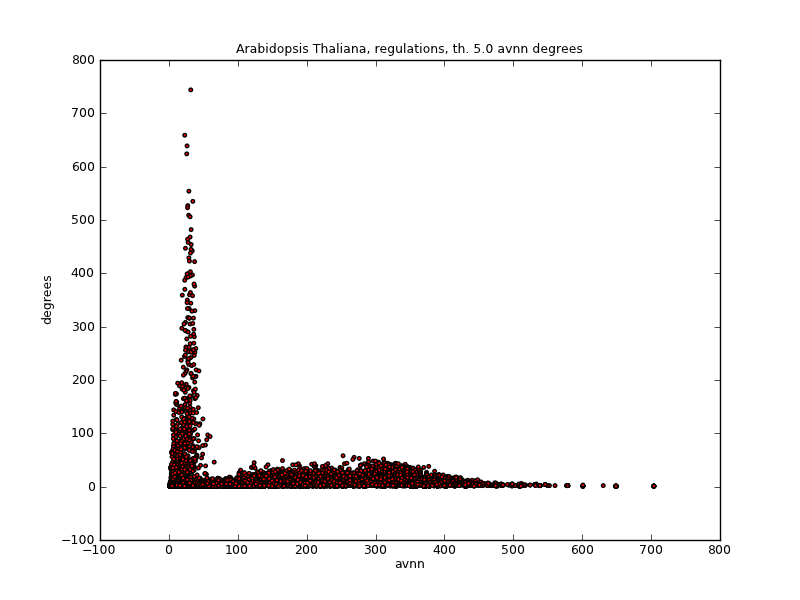 Arabidopsis Thaliana, regulations, th. 5.0 avnn degrees
800
700
600
500
400
300
200
100
0
−100
degrees
−100 0 100 200 300 400 500 600 700 800
avnn